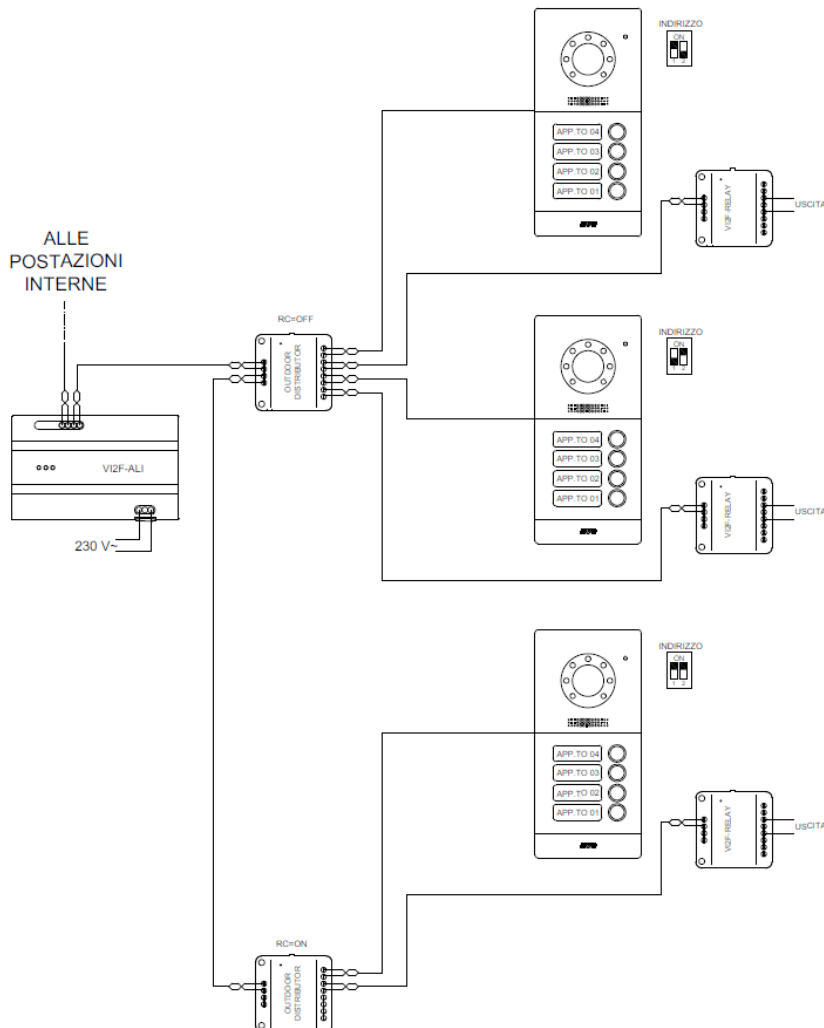 INDIRIZZO
ON
1 2
APP.TO 04
APP.TO 03
APP.TO 02
APP.TO 01
VI2F-RELAY
USCITA
ALLE
POSTAZIONI
INTERNE
RC=OFF
OUTDOOR
DISTRIBUTOR
INDIRIZZO
ON
1 2
APP.TO 04
APP.TO 03
APP.TO 02
APP.TO 01
VI2F-ALI
230 V~
VI2F-RELAY
USCITA
INDIRIZZO
ON
1 2
APP.TO 04
APP.TO 03
APP.TO 02
APP.TO 01
VI2F-RELAY
USCITA
RC=ON
OUTDOOR
DISTRIBUTOR